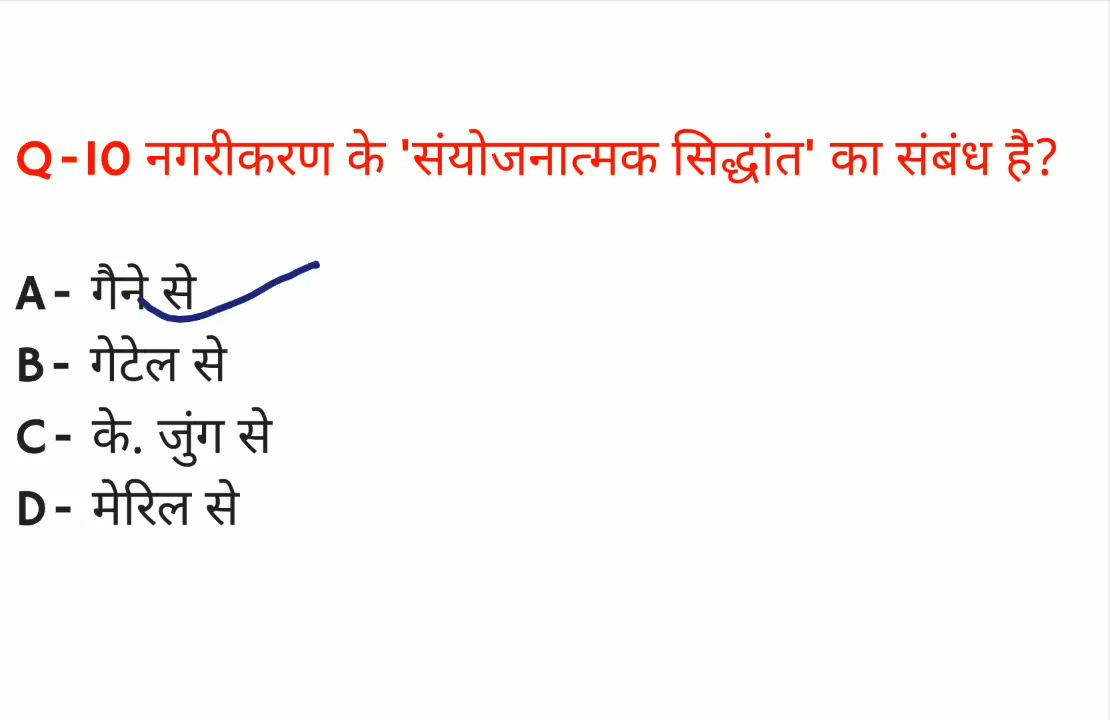 Q-10 नगरीकरण के 'संयोजनात्मक सिद्धांत' का संबंध है?
A- गैने से
B- गेटेल से
C- के. जुंग से
D- मेरिल से